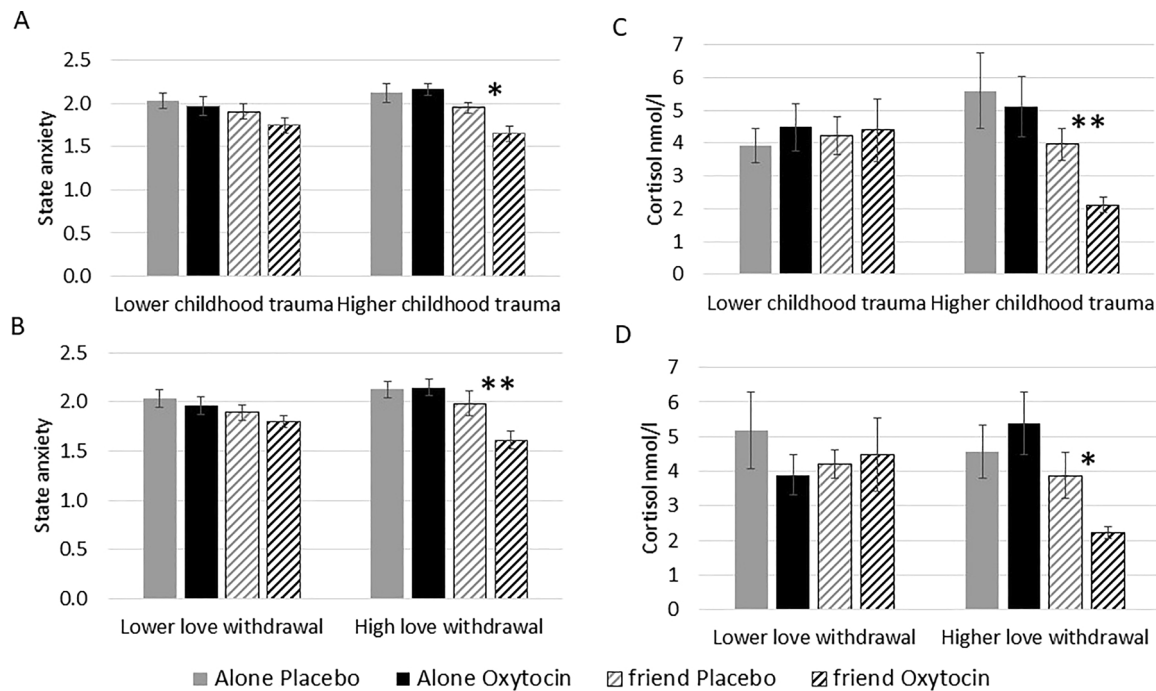 A
State anxiety
2.5
2.0
1.5
1.0
0.5
0.0
*
Lower childhood trauma Higher childhood trauma
C
Cortisol nmol/l
7
6
5
4
3
2
1
0
**
Lower childhood trauma Higher childhood trauma
B
State anxiety
2.5
2.0
1.5
1.0
0.5
0.0
**
Lower love withdrawal High love withdrawal
D
Cortisol nmol/l
7
6
5
4
3
2
1
0
*
Lower love withdrawal Higher love withdrawal
Alone Placebo Alone Oxytocin friend Placebo friend Oxytocin